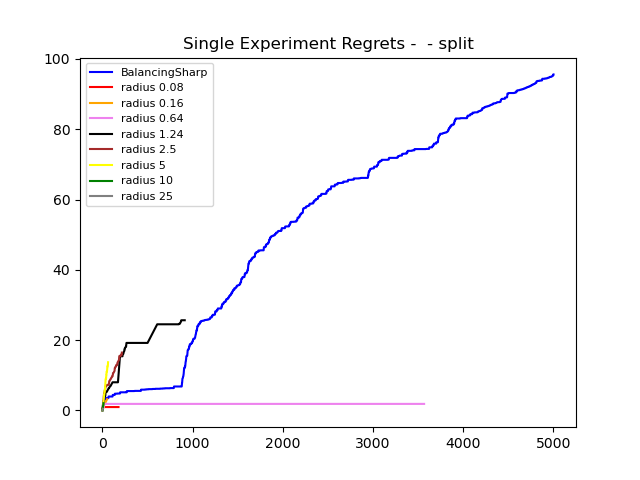 Single Experiment Regrets -  - split
100
80
60
40
20
0
BalancingSharp
radius 0.08
radius 0.16
radius 0.64
radius 1.24
radius 2.5
radius 5
radius 10
radius 25
0 1000 2000 3000 4000 5000